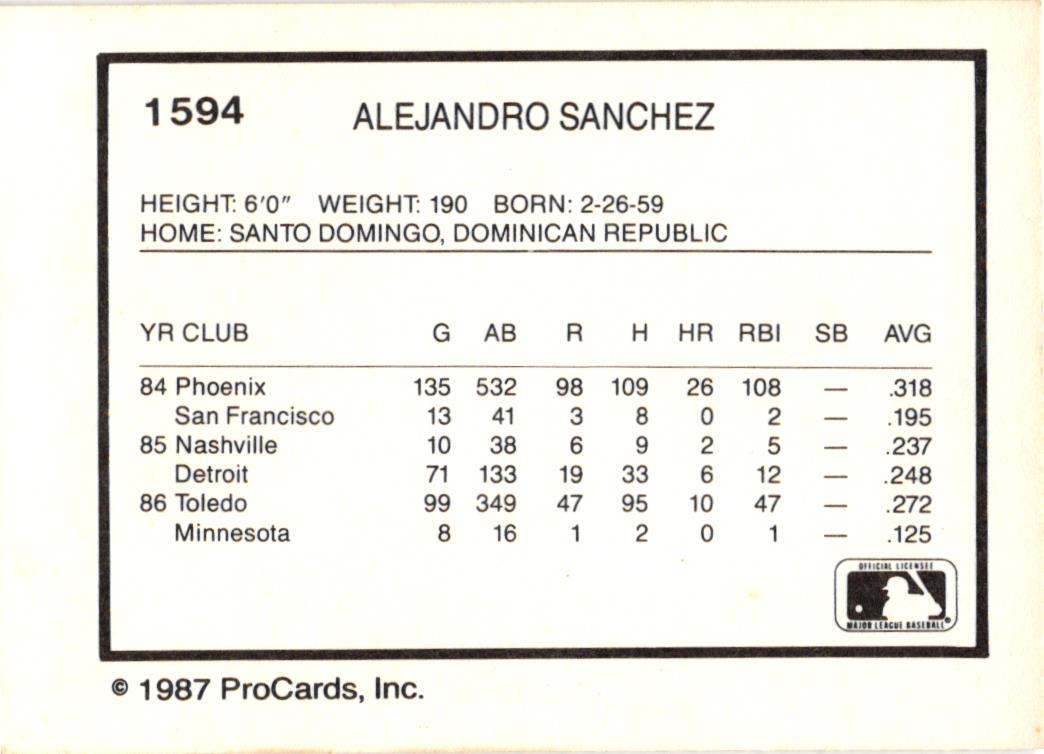 1594 ALEJANDRO SANCHEZ
HEIGHT: 6'0" WEIGHT: 190 BORN: 2-26-59
HOME: SANTO DOMINGO, DOMINICAN REPUBLIC
YR CLUB G AB R H HR RBI SB AVG
84 Phoenix 135 532 98 109 26 108 — .318
San Francisco 13 41 3 8 0 2 — .195
85 Nashville 10 38 6 9 2 5 — .237
Detroit 71 133 19 33 6 12 — .248
86 Toledo 99 349 47 95 10 47 — .272
Minnesota 8 16 1 2 0 1 — .125
OFFICIAL LICENSEE
MAJOR LEAGUE BASEBALL®
© 1987 ProCards, Inc.